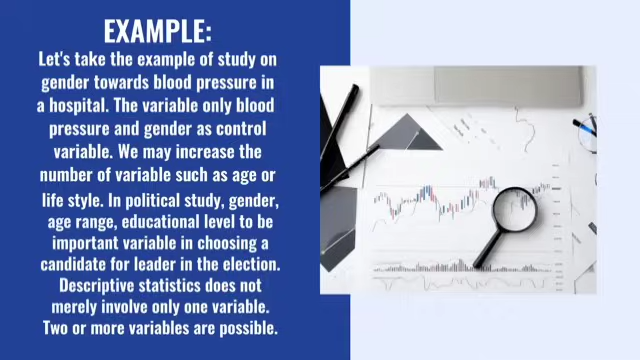 EXAMPLE:
Let's take the example of study on
gender towards blood pressure in
a hospital. The variable only blood
pressure and gender as control
variable. We may increase the
number of variable such as age or
life style. In political study, gender,
age range, educational level to be
important variable in choosing a
candidate for leader in the election.
Descriptive statistics does not
merely involve only one variable.
Two or more variables are possible.